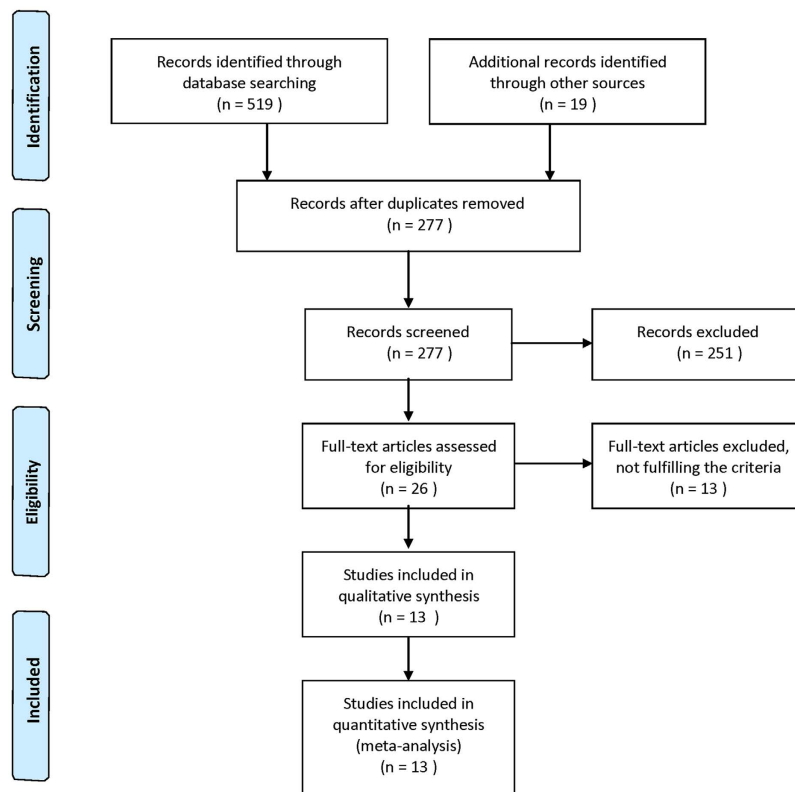 Identification
Records identified through
database searching
(n = 519 )
Additional records identified
through other sources
(n = 19 )
Records after duplicates removed
(n = 277 )
Screening
Records screened
(n = 277 )
Records excluded
(n = 251 )
Eligibility
Full-text articles assessed
for eligibility
(n = 26 )
Full-text articles excluded,
not fulfilling the criteria
(n = 13 )
Studies included in
qualitative synthesis
(n = 13 )
Included
Studies included in
quantitative synthesis
(meta-analysis)
(n = 13 )